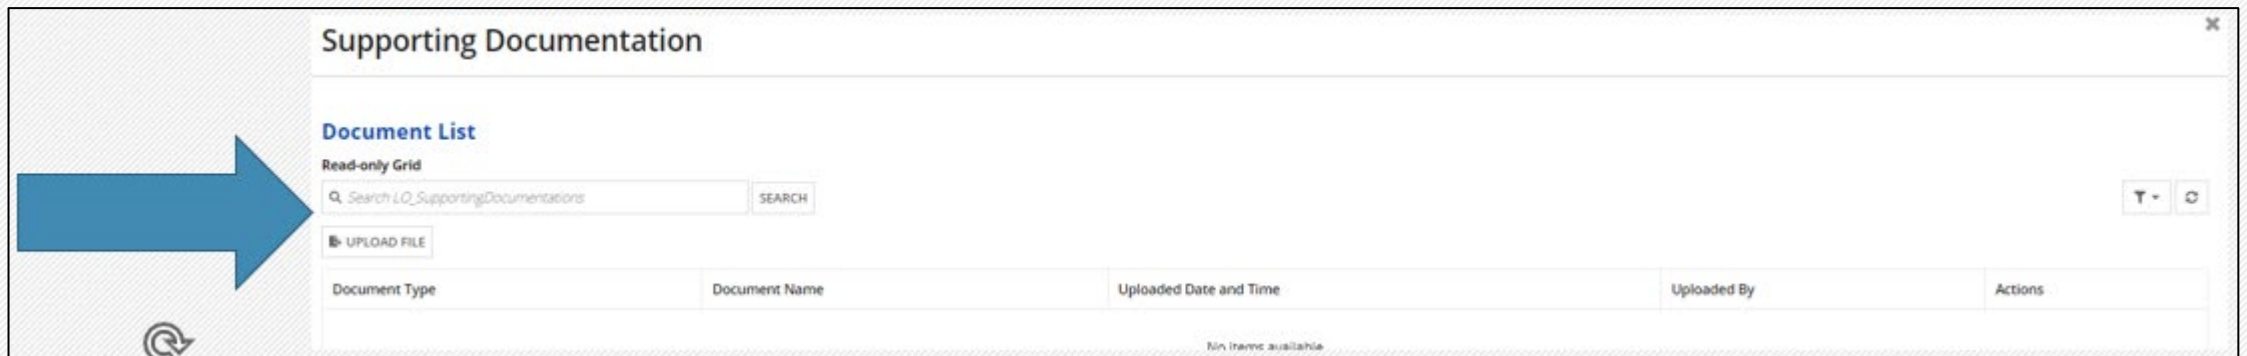 Supporting Documentation
Document List
Read-only Grid
Search LO_SupportingDocumentations SEARCH
UPLOAD FILE
Document Type Document Name Uploaded Date and Time Uploaded By Actions
No items available